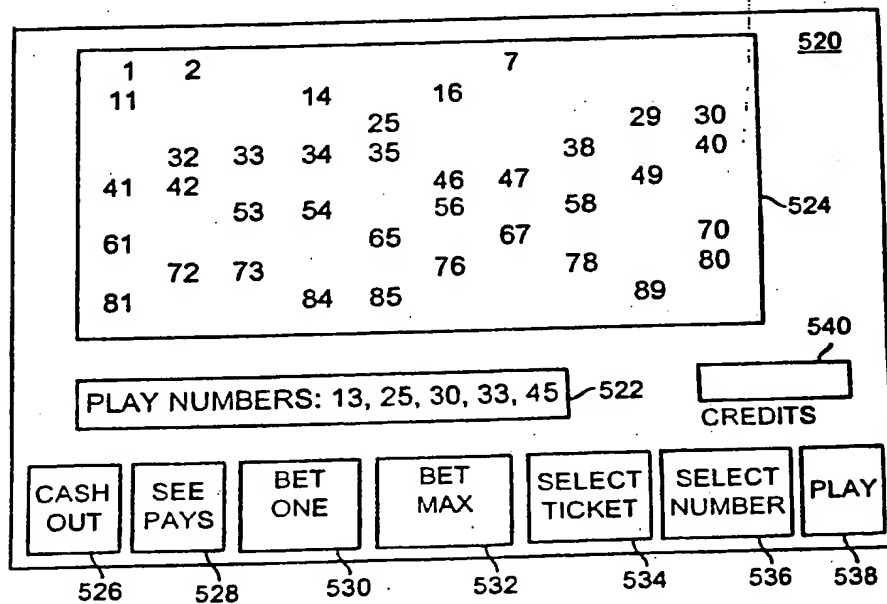 520
1 2 7
11 14 16
25 29 30
32 33 34 35 38 40
41 42 46 47 49
53 54 56 58
524
61 65 67 70
72 73 76 78 80
81 84 85 89
540
PLAY NUMBERS: 13, 25, 30, 33, 45
522
CREDITS
CASH OUT
SEE PAYS
BET ONE
BET MAX
SELECT TICKET
SELECT NUMBER
PLAY
526 528 530 532 534 536 538